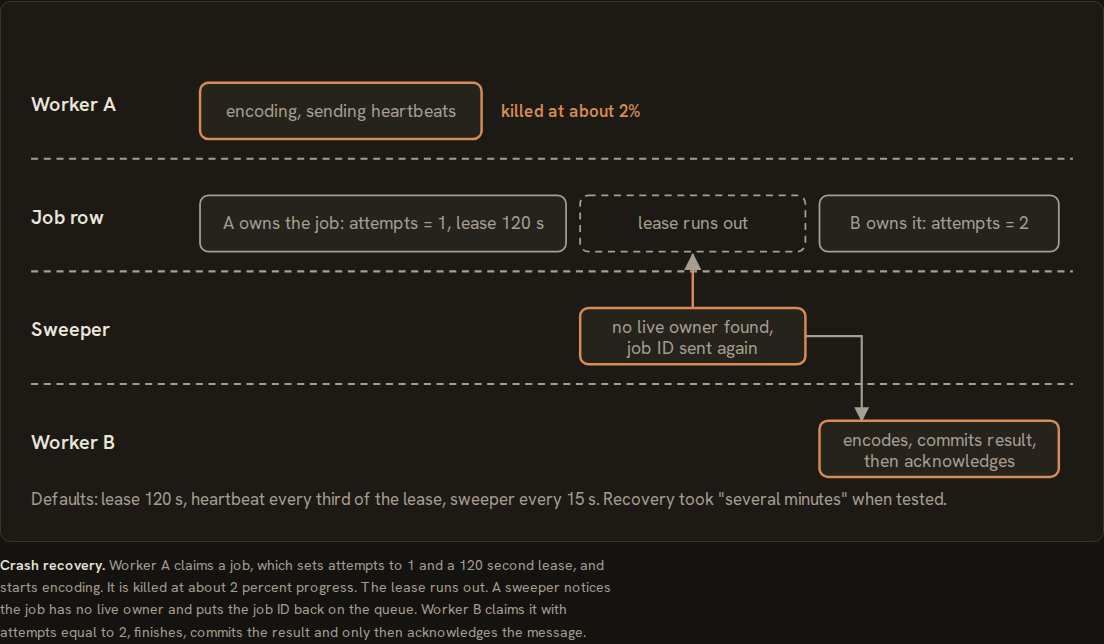 Worker A
encoding, sending heartbeats
killed at about 2%
Job row
A owns the job: attempts = 1, lease 120 s
lease runs out
B owns it: attempts = 2
Sweeper
no live owner found,
job ID sent again
Worker B
encodes, commits result,
then acknowledges
Defaults: lease 120 s, heartbeat every third of the lease, sweeper every 15 s. Recovery took "several minutes" when tested.
Crash recovery. Worker A claims a job, which sets attempts to 1 and a 120 second lease, and
starts encoding. It is killed at about 2 percent progress. The lease runs out. A sweeper notices
the job has no live owner and puts the job ID back on the queue. Worker B claims it with
attempts equal to 2, finishes, commits the result and only then acknowledges the message.